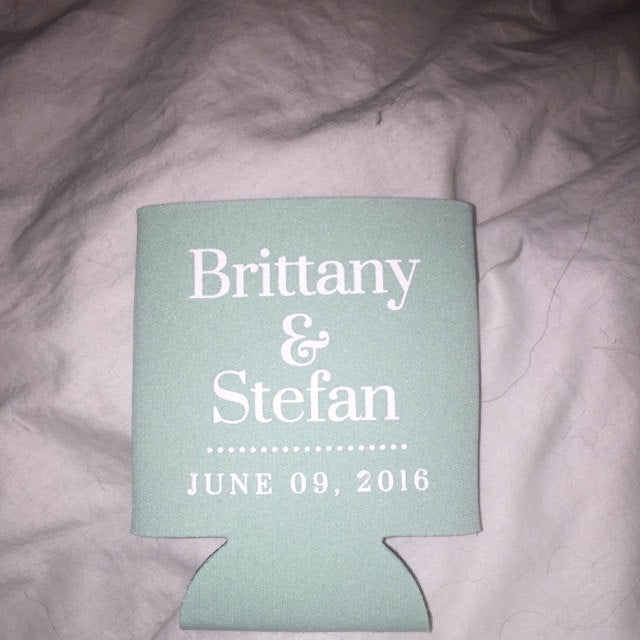 Brittany
&
Stefan
JUNE 09, 2016